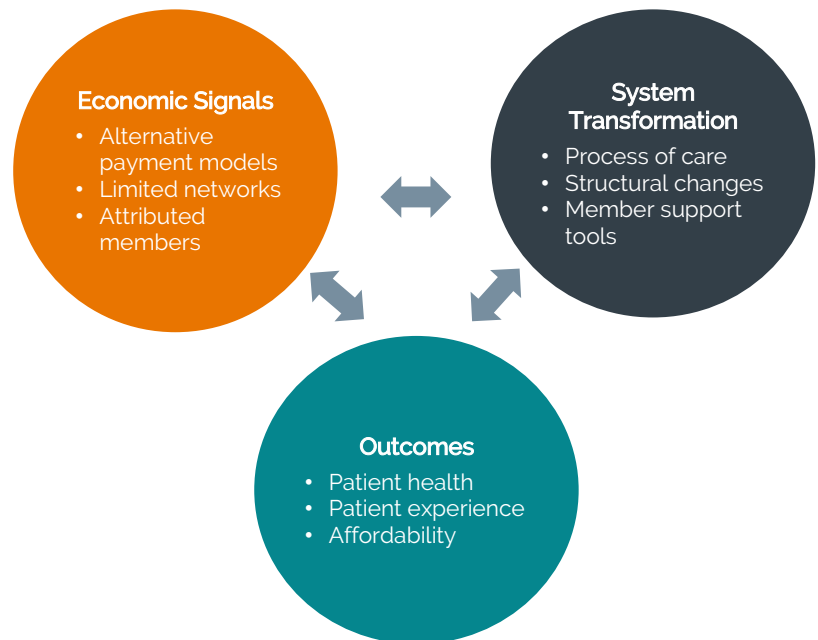 Economic Signals
• Alternative
payment models
• Limited networks
• Attributed
members
System
Transformation
• Process of care
• Structural changes
• Member support
tools
Outcomes
• Patient health
• Patient experience
• Affordability